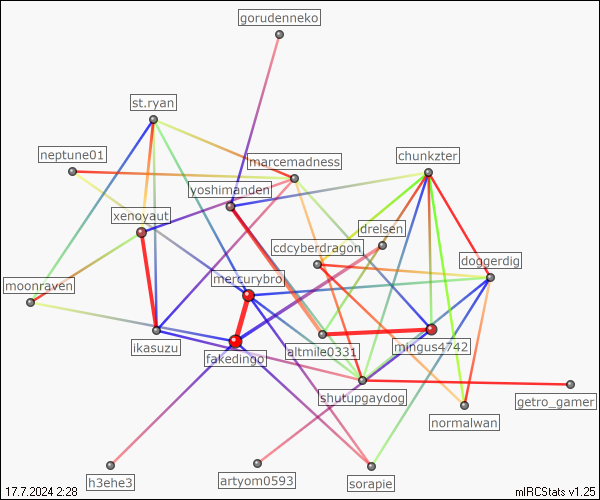 gorudenneko
st.ryan
neptune01
marcemadness
chunkzter
yoshimanden
xenoyaut
drelsen
cdcyberdragon
doggerdig
mercurybro
moonraven
ikasuzu
fakedingo
altmile0331
mingus4742
shutupgaydog
getro_gamer
normalwan
h3ehe3
artyom0593
sorapie
17.7.2024 2:28
mIRCStats v1.25